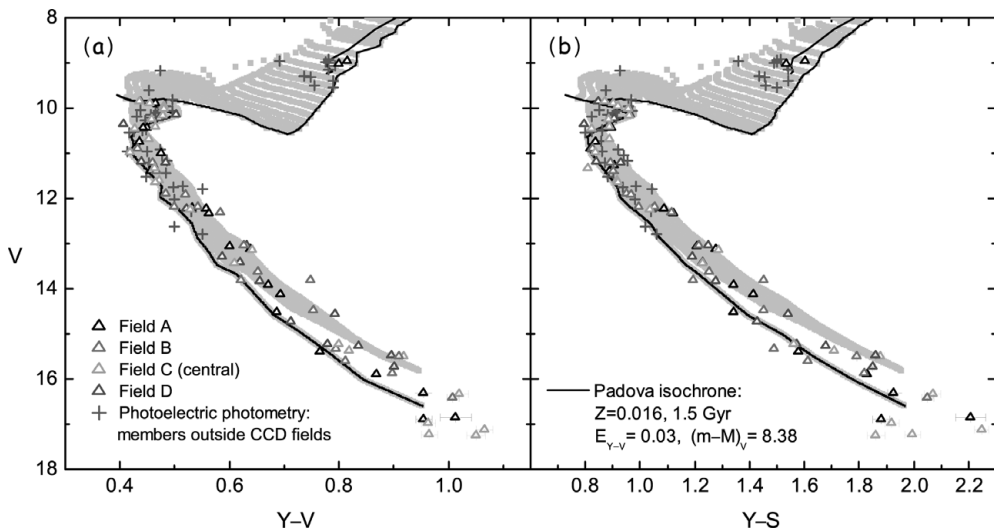 (a)
(b)
8
10
12
14
16
18
V
Field A
Field B
Field C (central)
Field D
Photoelectric photometry:
members outside CCD fields
Padova isochrone:
Z=0.016, 1.5 Gyr
E_{Y–V} = 0.03, (m–M)_V = 8.38
0.4 0.6 0.8 1.0
0.8 1.0 1.2 1.4 1.6 1.8 2.0 2.2
Y–V
Y–S